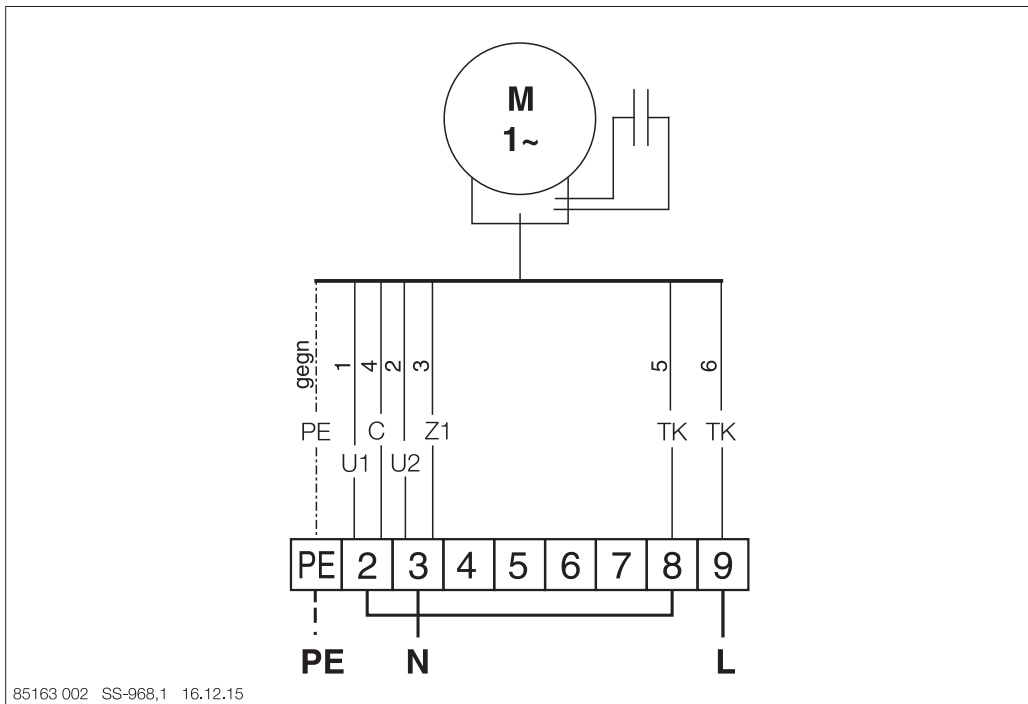 M
1~
gegn 1 4 2 3 5 6
PE C Z1 TK TK
U1 U2
PE 2 3 4 5 6 7 8 9
PE N L
85163 002 SS-968,1 16.12.15